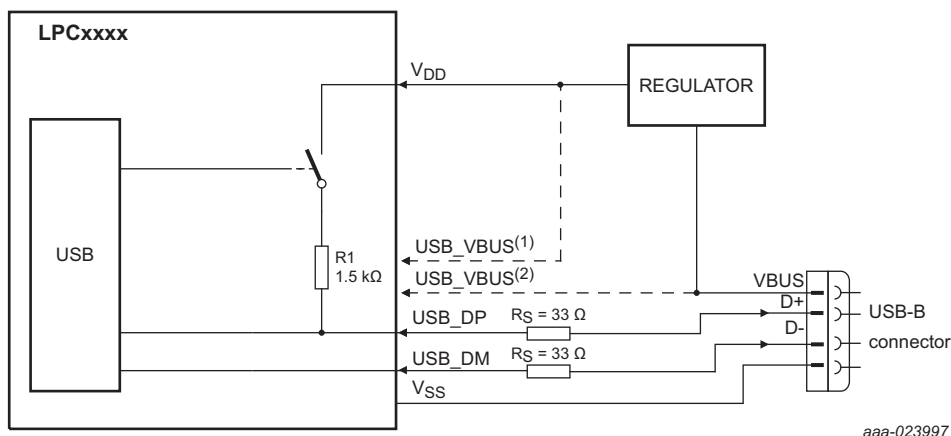 LPCxxxx
VDD
REGULATOR
USB
R1
1.5 kΩ
USB_VBUS(1)
USB_VBUS(2)
VBUS
D+
USB_DP
RS = 33 Ω
USB-B
D-
connector
USB_DM
RS = 33 Ω
VSS
aaa-023997